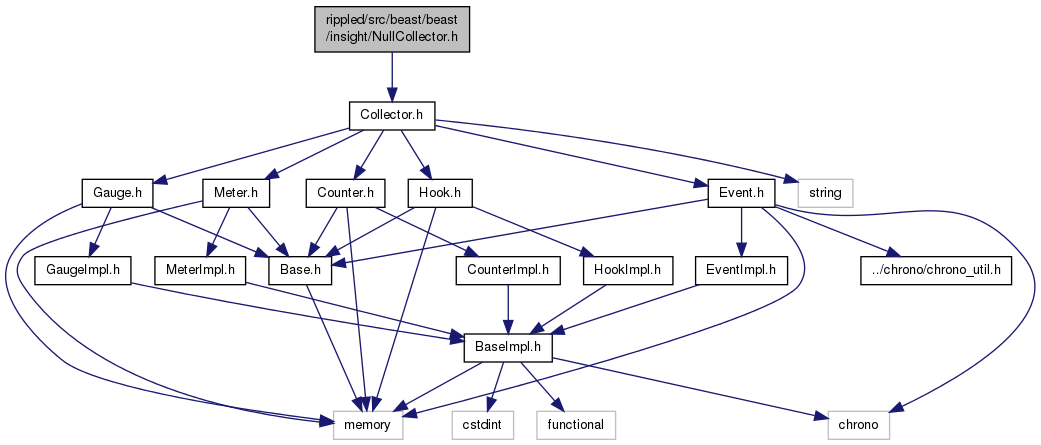 rippled/src/beast/beast
/insight/NullCollector.h
Collector.h
Gauge.h
Meter.h
Counter.h
Hook.h
Event.h
string
GaugeImpl.h
MeterImpl.h
Base.h
CounterImpl.h
HookImpl.h
EventImpl.h
../chrono/chrono_util.h
BaseImpl.h
memory
cstdint
functional
chrono